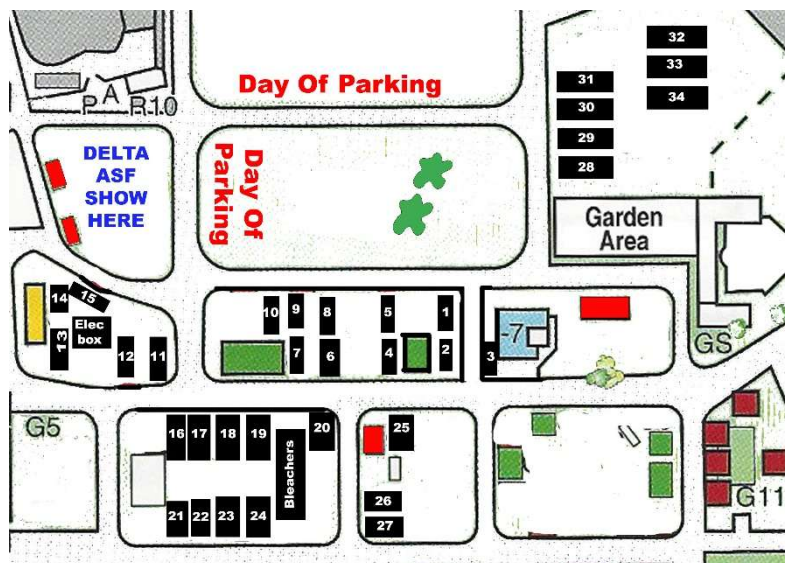 32
33
34
31
30
29
28
Day Of Parking
P A R10
DELTA
ASF
SHOW
HERE
Day Of
Parking
Garden
Area
14
15
13
Elec
box
12
11
10
9
8
7
6
5
4
1
2
3
-7
GS
G5
16
17
18
19
20
Bleachers
21
22
23
24
25
26
27
G11